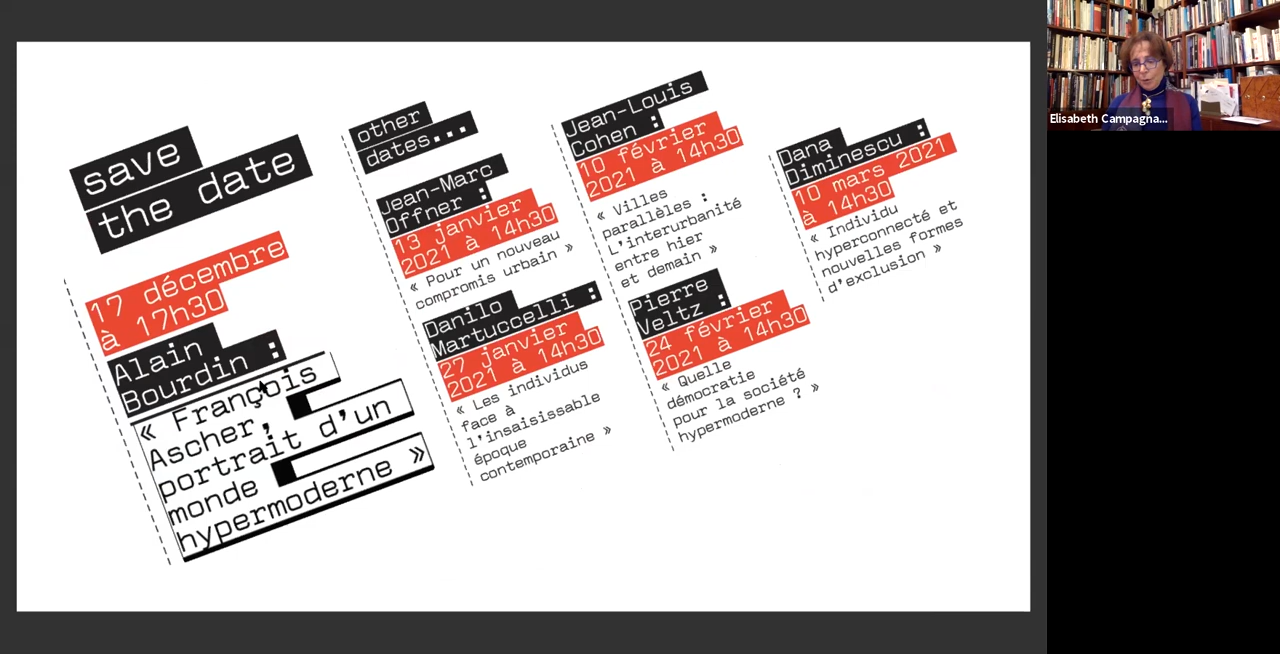 save
the date
17 décembre
à 17h30
Alain
Bourdin :
« François
Ascher,
portrait d'un
monde
hypermoderne »
other
dates...
Jean-Marc
Offner :
13 janvier
2021 à 14h30
« Pour un nouveau
compromis urbain »
Danilo
Martuccelli :
27 janvier
2021 à 14h30
« Les individus
face à
l'insaisissable
époque
contemporaine »
Jean-Louis
Cohen :
10 février
2021 à 14h30
« Villes
parallèles :
L'interurbanité
entre hier
et demain »
Pierre
Veltz :
24 février
2021 à 14h30
« Quelle
démocratie
pour la société
hypermoderne ? »
Dana
Diminescu :
10 mars 2021
à 14h30
« Individu
hyperconnecté et
nouvelles formes
d'exclusion »
Elisabeth Campagna...